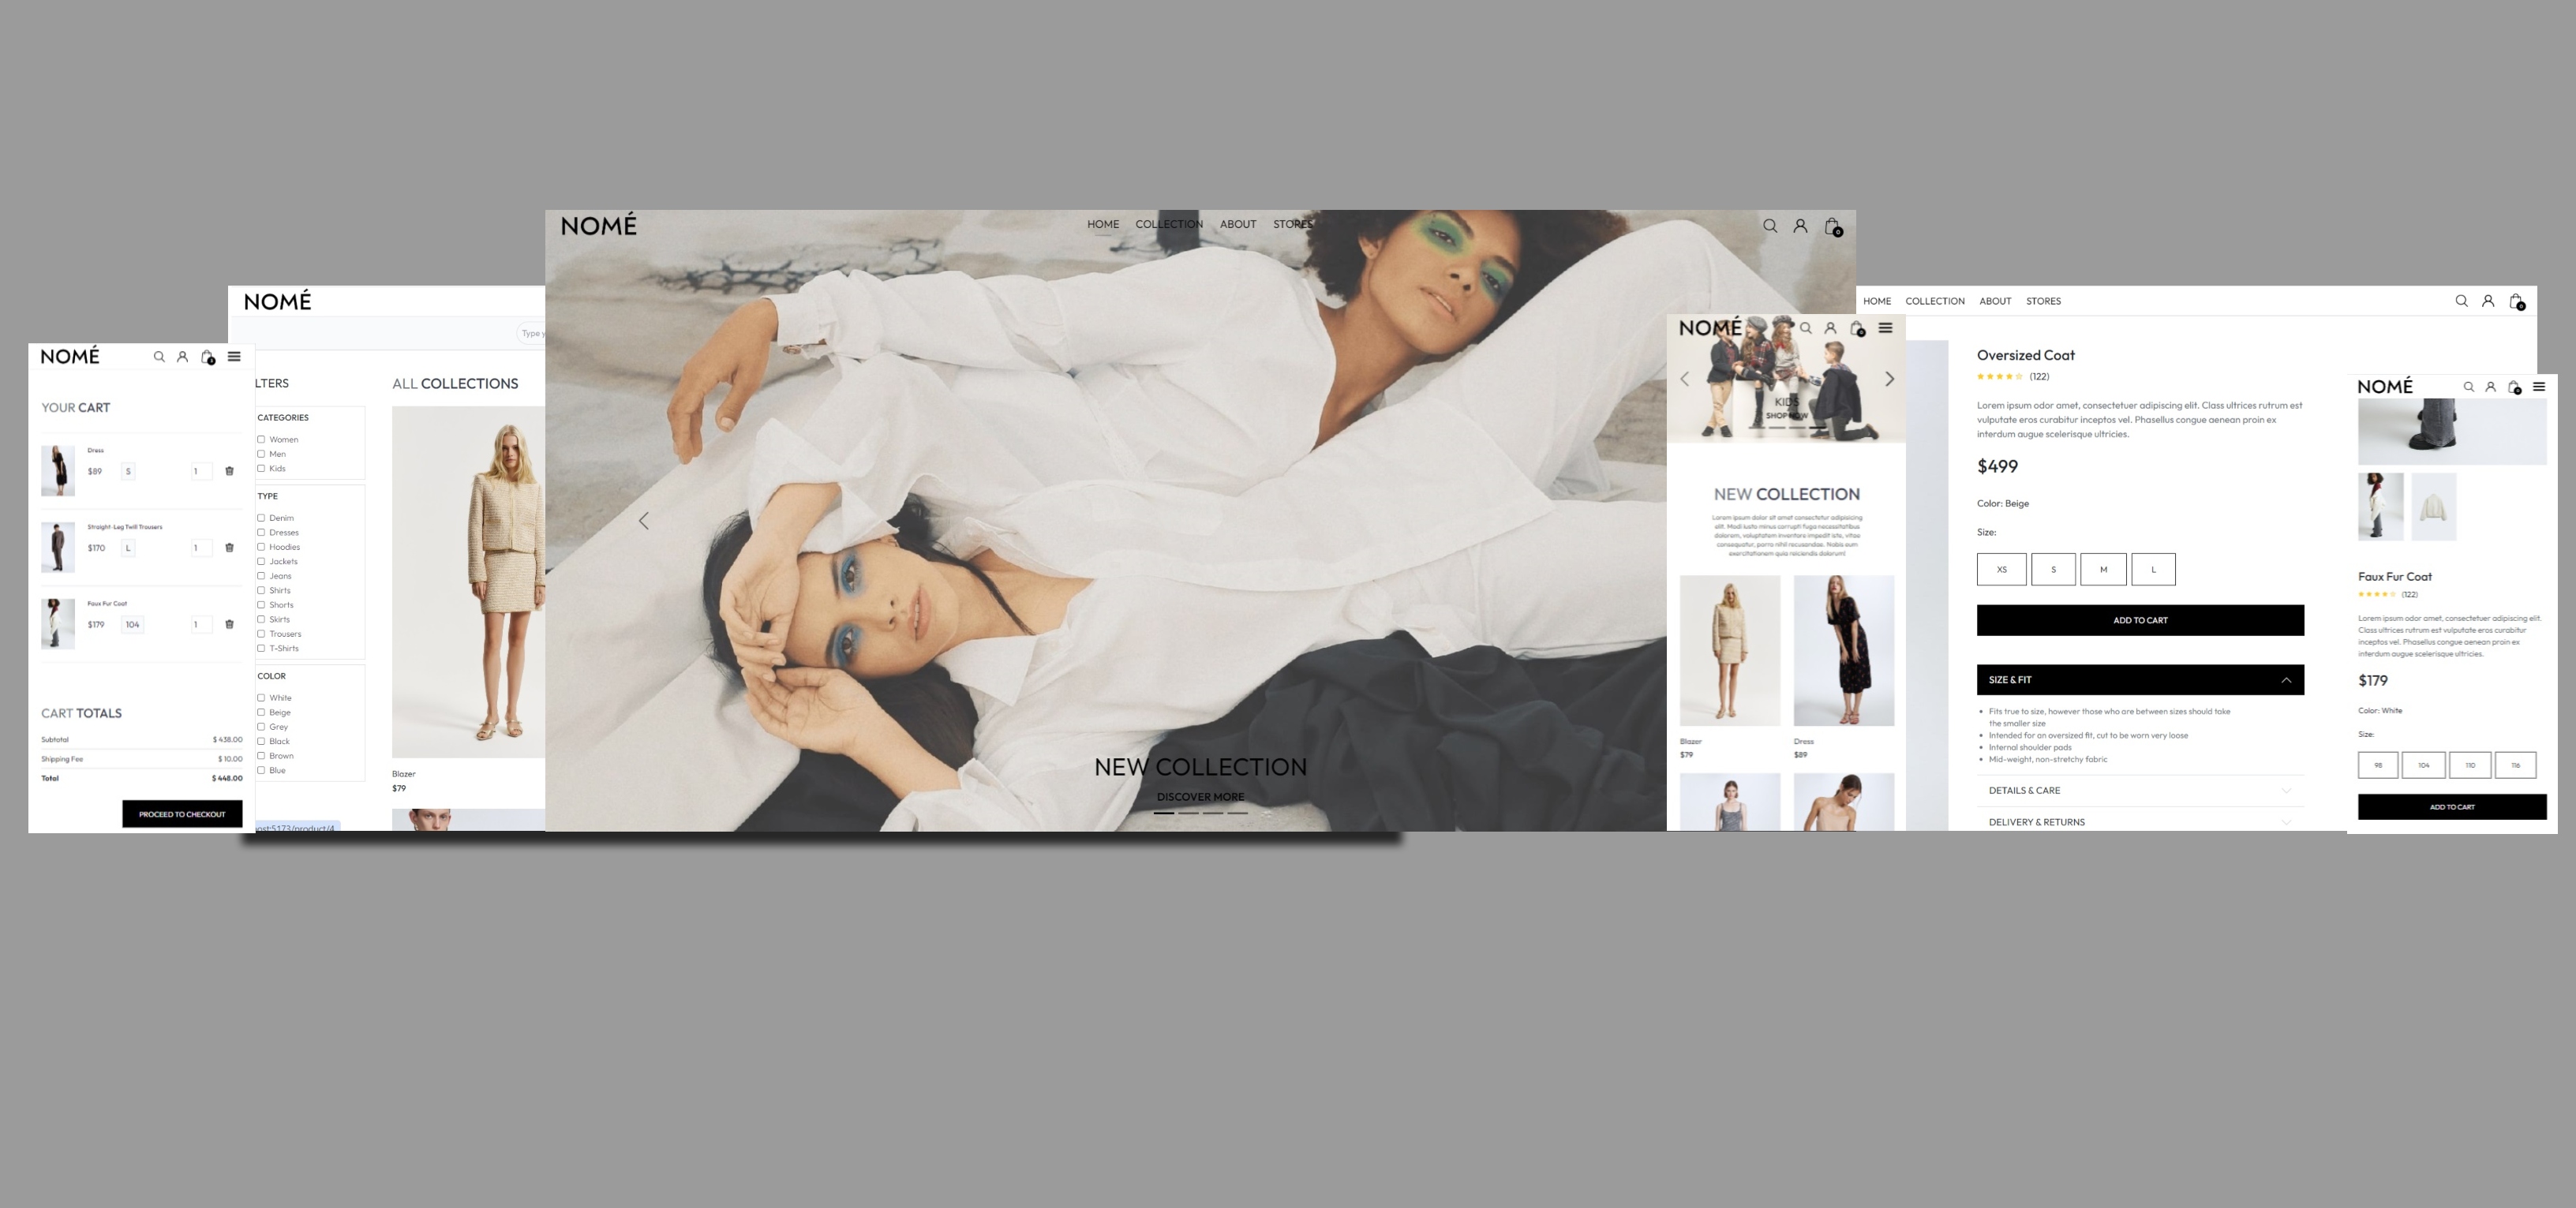 NOMÉ
YOUR CART
Dress
$89 S 1
Straight-Leg Twill Trousers
$170 L 1
Faux Fur Coat
$179 104 1
CART TOTALS
Subtotal $ 438.00
Shipping Fee $ 10.00
Total $ 448.00
PROCEED TO CHECKOUT
NOMÉ
Type y
LTERS
CATEGORIES
Women
Men
Kids
TYPE
Denim
Dresses
Hoodies
Jackets
Jeans
Shirts
Shorts
Skirts
Trousers
T-Shirts
COLOR
White
Beige
Grey
Black
Brown
Blue
ost:5173/product/4
ALL COLLECTIONS
Blazer
$79
NOMÉ
HOME COLLECTION ABOUT STORES
0
NEW COLLECTION
DISCOVER MORE
NOMÉ
KIDS
SHOP NOW
NEW COLLECTION
Lorem ipsum dolor sit amet consectetur adipisicing
elit. Modi iusto minus corrupti fuga necessitatibus
dolorem, voluptatem inventore impedit iste, vitae
consequatur, porro nihil recusandae. Nobis eum
exercitationem quia reiciendis dolorum!
Blazer
$79
Dress
$89
HOME COLLECTION ABOUT STORES
Oversized Coat
(122)
Lorem ipsum odor amet, consectetuer adipiscing elit. Class ultrices rutrum est
vulputate eros curabitur inceptos vel. Phasellus congue aenean proin ex
interdum augue scelerisque ultricies.
$499
Color: Beige
Size:
XS S M L
ADD TO CART
SIZE & FIT
Fits true to size, however those who are between sizes should take
the smaller size
Intended for an oversized fit, cut to be worn very loose
Internal shoulder pads
Mid-weight, non-stretchy fabric
DETAILS & CARE
DELIVERY & RETURNS
NOMÉ
Faux Fur Coat
(122)
Lorem ipsum odor amet, consectetuer adipiscing elit.
Class ultrices rutrum est vulputate eros curabitur
inceptos vel. Phasellus congue aenean proin ex
interdum augue scelerisque ultricies.
$179
Color: White
Size:
98 104 110 116
ADD TO CART